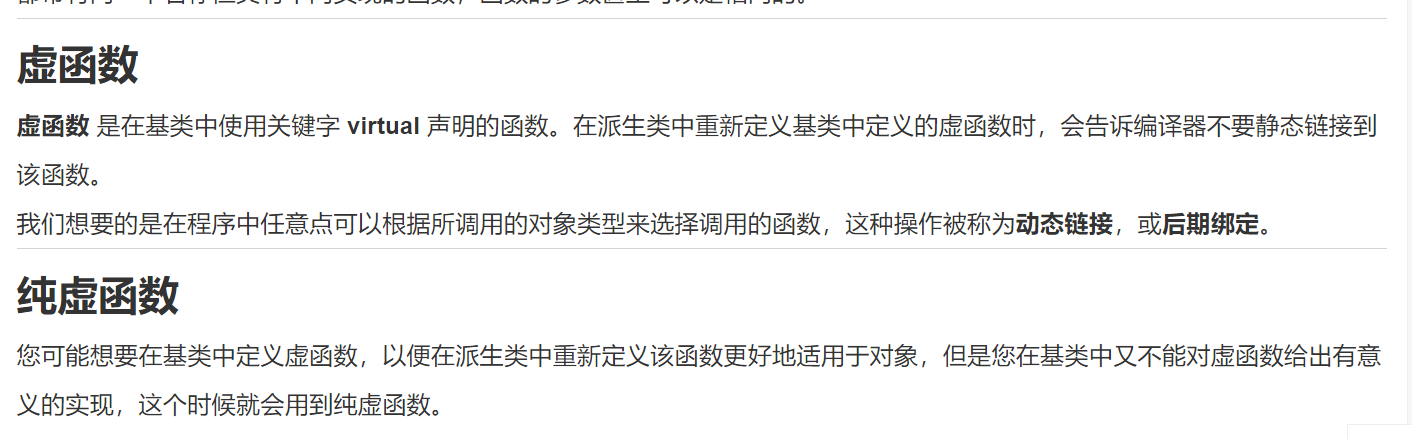 虚函数
虚函数 是在基类中使用关键字 virtual 声明的函数。在派生类中重新定义基类中定义的虚函数时，会告诉编译器不要静态链接到
该函数。
我们想要的是在程序中任意点可以根据所调用的对象类型来选择调用的函数，这种操作被称为动态链接，或后期绑定。
纯虚函数
您可能想要在基类中定义虚函数，以便在派生类中重新定义该函数更好地适用于对象，但是您在基类中又不能对虚函数给出有意
义的实现，这个时候就会用到纯虚函数。